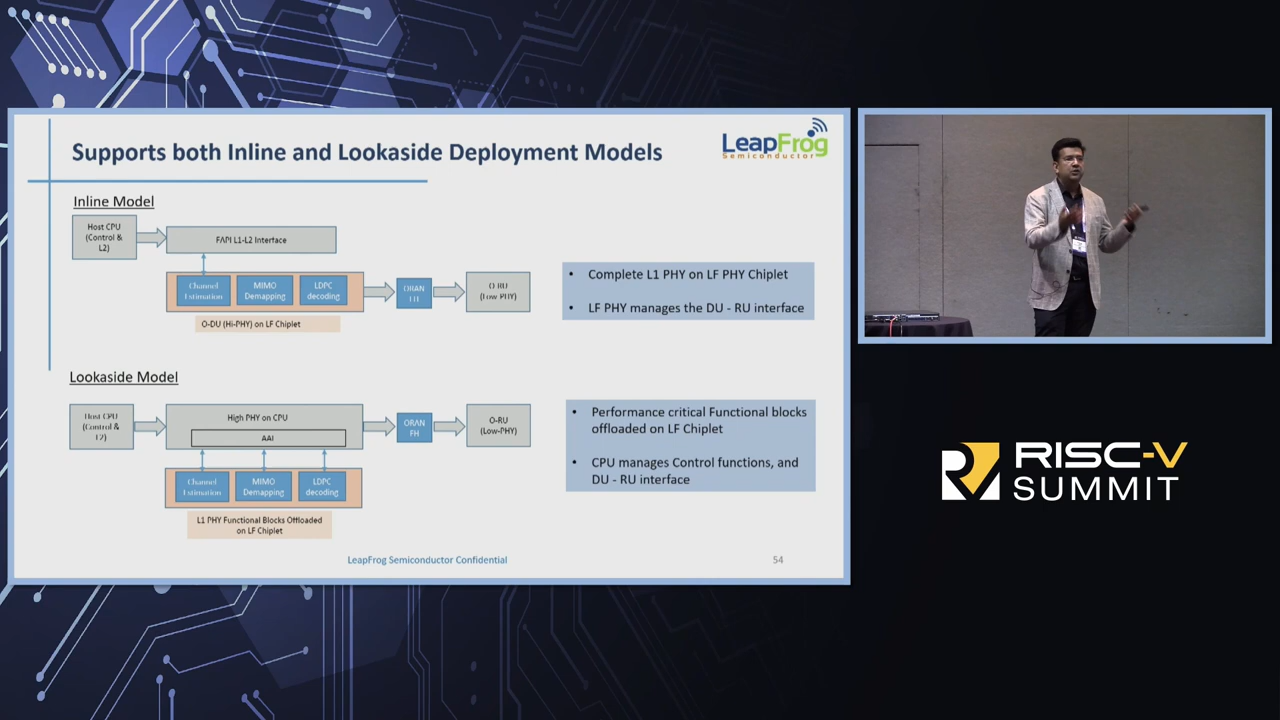 Supports both Inline and Lookaside Deployment Models
LeapFrog
Semiconductor
Inline Model
Host CPU
(Control &
L2)
FAPI L1-L2 Interface
Channel
Estimation
MIMO
Demapping
LDPC
decoding
ORAN
FH
O-RU
(Low PHY)
O-DU (Hi-PHY) on LF Chiplet
• Complete L1 PHY on LF PHY Chiplet
• LF PHY manages the DU - RU interface
Lookaside Model
Host CPU
(Control &
L2)
High PHY on CPU
AAI
ORAN
FH
O-RU
(Low-PHY)
Channel
Estimation
MIMO
Demapping
LDPC
decoding
L1 PHY Functional Blocks Offloaded
on LF Chiplet
• Performance critical Functional blocks
offloaded on LF Chiplet
• CPU manages Control functions, and
DU - RU interface
LeapFrog Semiconductor Confidential
54
RISC-V
SUMMIT